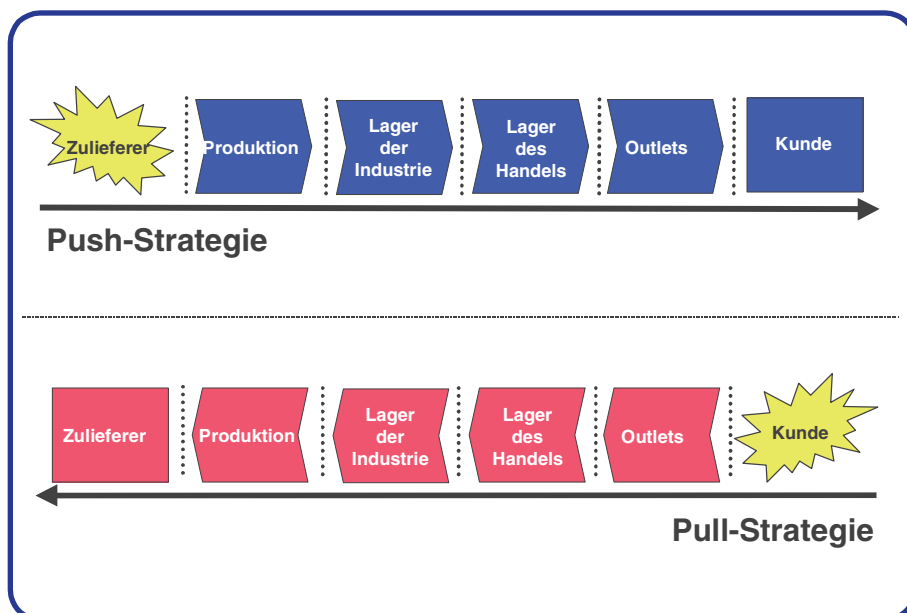 Zulieferer
Produktion
Lager
der
Industrie
Lager
des
Handels
Outlets
Kunde
Push-Strategie
Zulieferer
Produktion
Lager
der
Industrie
Lager
des
Handels
Outlets
Kunde
Pull-Strategie